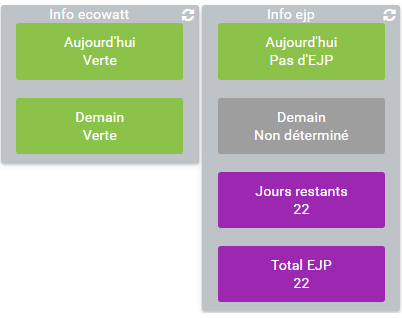 Info ecowatt
Aujourd'hui
Verte
Demain
Verte
Info ejp
Aujourd'hui
Pas d'EJP
Demain
Non déterminé
Jours restants
22
Total EJP
22